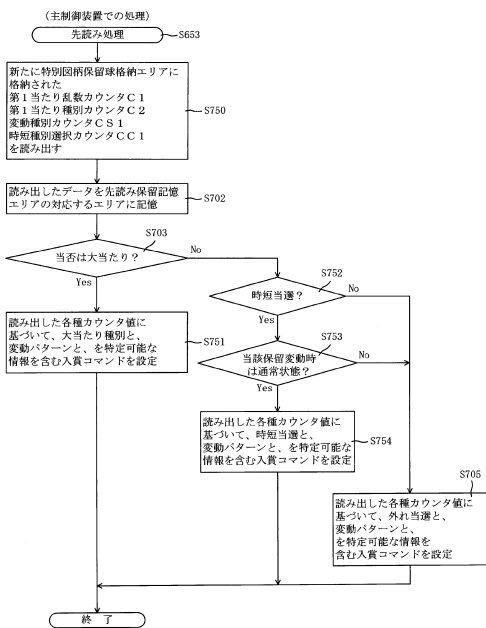 (主制御装置での処理)
先読み処理
S653
新たに特別図柄保留球格納エリアに
格納された
第1当たり乱数カウンタC1
第1当たり種別カウンタC2
変動種別カウンタCS1
時短種別選択カウンタCC1
を読み出す
S750
読み出したデータを先読み保留記憶
エリアの対応するエリアに記憶
S702
S703
当否は大当たり?
No
Yes
S752
時短当選?
No
Yes
読み出した各種カウンタ値に
基づいて、大当たり種別と、
変動パターンと、を特定可能な
情報を含む入賞コマンドを設定
S751
S753
当該保留変動時
は通常状態?
No
Yes
読み出した各種カウンタ値に
基づいて、時短当選と、
変動パターンと、を特定可能な
情報を含む入賞コマンドを設定
S754
S705
読み出した各種カウンタ値に
基づいて、外れ当選と、
変動パターンと、
を特定可能な情報を
含む入賞コマンドを設定
終 了